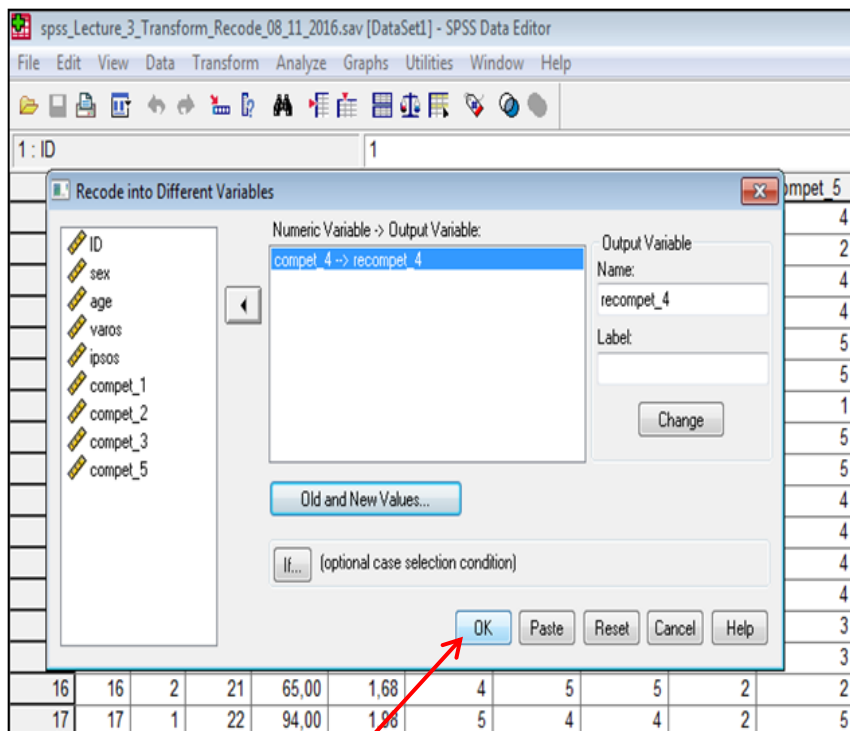 spss_Lecture_3_Transform_Recode_08_11_2016.sav [DataSet1] - SPSS Data Editor
File Edit View Data Transform Analyze Graphs Utilities Window Help
1 : ID 1
Recode into Different Variables
ompet_5
ID
sex
age
varos
ipsos
compet_1
compet_2
compet_3
compet_5
Numeric Variable -> Output Variable:
compet_4 --> recompet_4
Output Variable
Name:
recompet_4
Label:
Change
Old and New Values...
If... (optional case selection condition)
OK Paste Reset Cancel Help
4
2
4
4
5
5
1
5
5
4
4
4
4
3
3
16 16 2 21 65,00 1,68 4 5 5 2 2
17 17 1 22 94,00 1,98 5 4 4 2 5